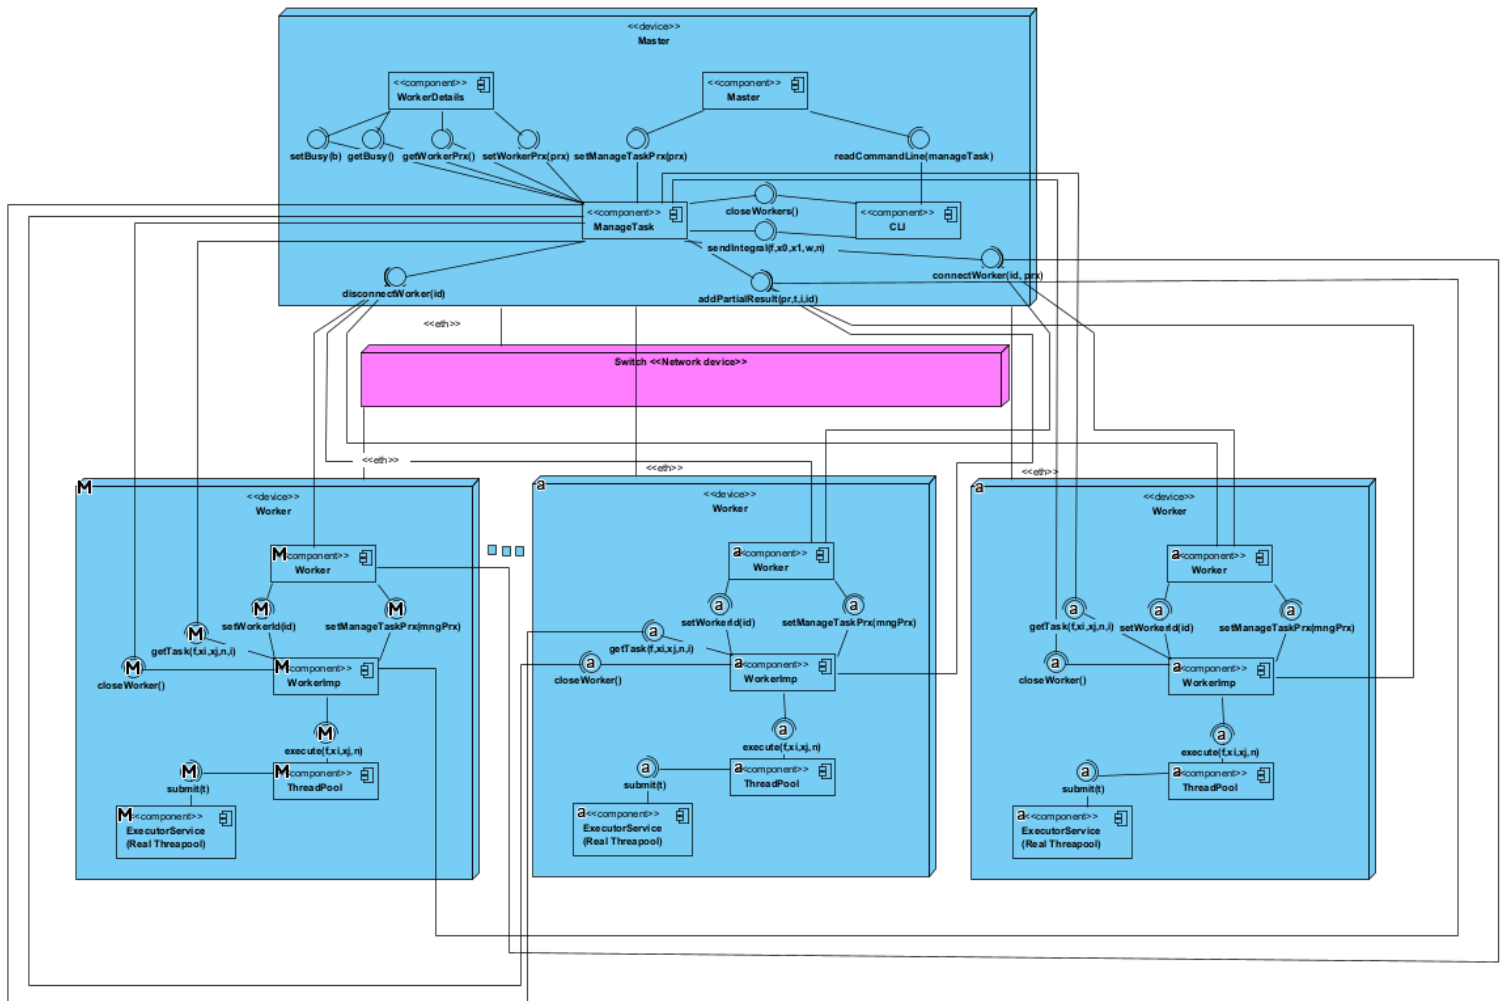 <<device>>
Master
<<component>>
WorkerDetails
<<component>>
Master
setBusy(b)
getBusy()
getWorkerPrx()
setWorkerPrx(prx)
setManageTaskPrx(prx)
readCommandLine(manageTask)
<<component>>
ManageTask
closeWorkers()
<<component>>
CLI
sendIntegral(f,x0,x1,w,n)
connectWorker(id, prx)
disconnectWorker(id)
addPartialResult(pr,t,i,id)
<<eth>>
Switch <<Network device>>
<<eth>>
<<eth>>
<<eth>>
M
<<device>>
Worker
M
<component>>
Worker
M
M
setWorkerId(id)
setManageTaskPrx(mngPrx)
M
getTask(f,xi,xj,n,i)
M
closeWorker()
M
<component>>
WorkerImp
M
execute(f,xi,xj,n)
M
submit(t)
M
<component>>
ThreadPool
M
<<component>>
ExecutorService
(Real Threapool)
a
<<device>>
Worker
a
<component>>
Worker
a
a
setWorkerId(id)
setManageTaskPrx(mngPrx)
a
getTask(f,xi,xj,n,i)
a
closeWorker()
a
<component>>
WorkerImp
a
execute(f,xi,xj,n)
a
submit(t)
a
<component>>
ThreadPool
a
<<component>>
ExecutorService
(Real Threapool)
a
<<device>>
Worker
a
<component>>
Worker
a
a
a
getTask(f,xi,xj,n,i)
setWorkerId(id)
setManageTaskPrx(mngPrx)
a
closeWorker()
a
<component>>
WorkerImp
a
execute(f,xi,xj,n)
a
submit(t)
a
<component>>
ThreadPool
a
<<component>>
ExecutorService
(Real Threapool)